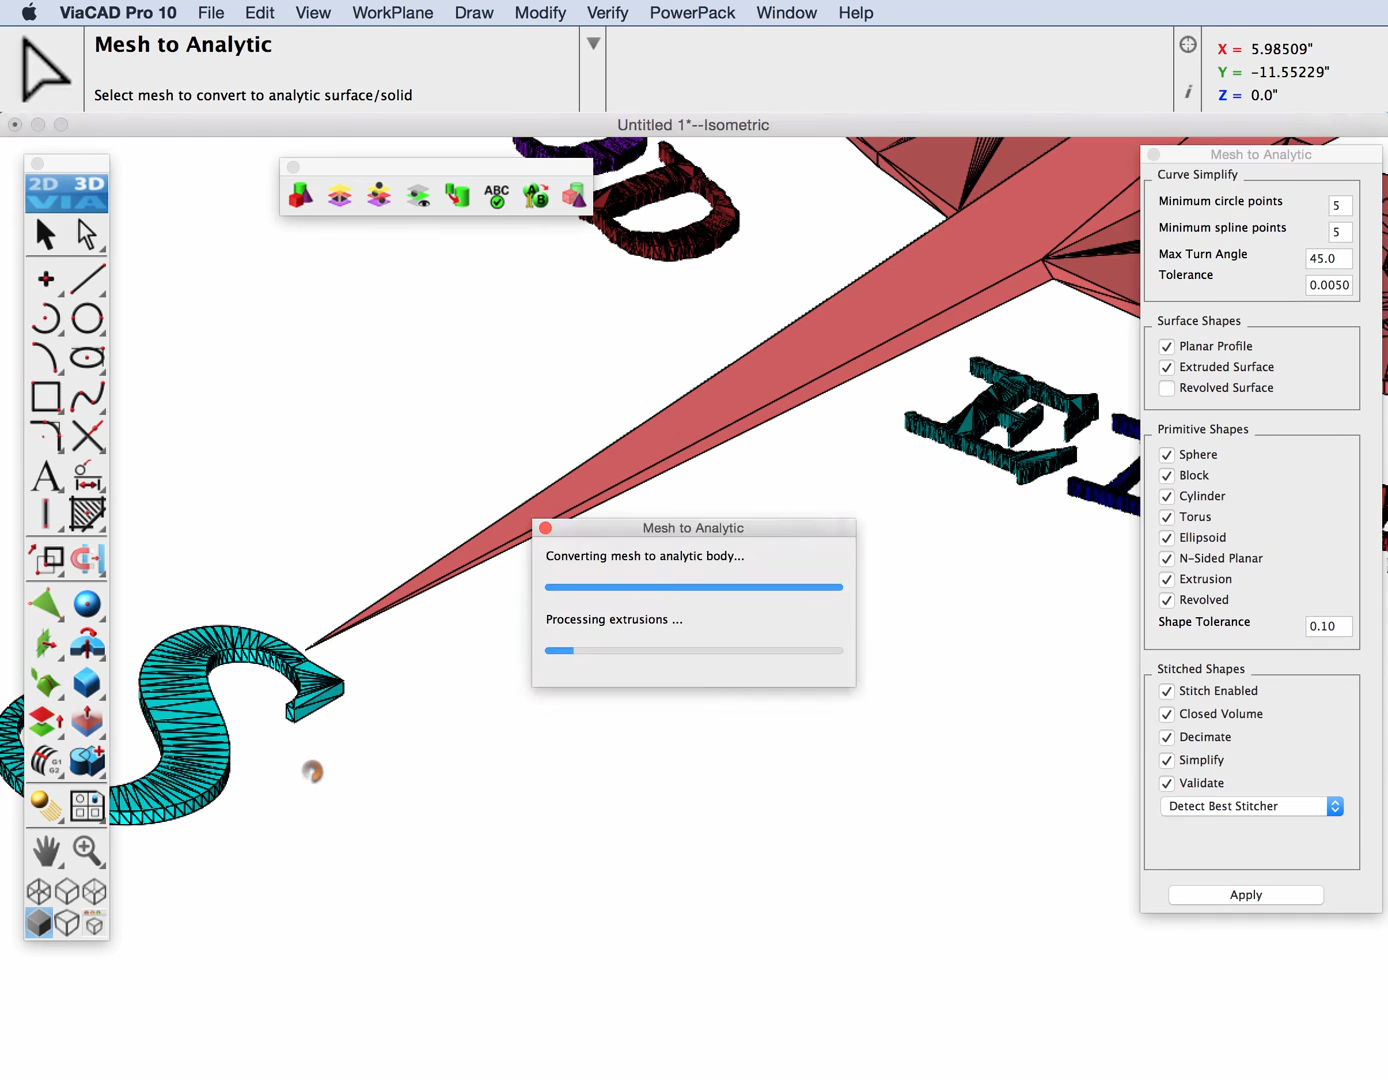 ViaCAD Pro 10 File Edit View WorkPlane Draw Modify Verify PowerPack Window Help
Mesh to Analytic
Select mesh to convert to analytic surface/solid
X = 5.98509"
Y = -11.55229"
Z = 0.0"
i
Untitled 1*--Isometric
2D 3D
VIA
A
G1
G2
ABC
A
B
Mesh to Analytic
Converting mesh to analytic body...
Processing extrusions ...
Mesh to Analytic
Curve Simplify
Minimum circle points 5
Minimum spline points 5
Max Turn Angle 45.0
Tolerance 0.0050
Surface Shapes
Planar Profile
Extruded Surface
Revolved Surface
Primitive Shapes
Sphere
Block
Cylinder
Torus
Ellipsoid
N-Sided Planar
Extrusion
Revolved
Shape Tolerance 0.10
Stitched Shapes
Stitch Enabled
Closed Volume
Decimate
Simplify
Validate
Detect Best Stitcher
Apply